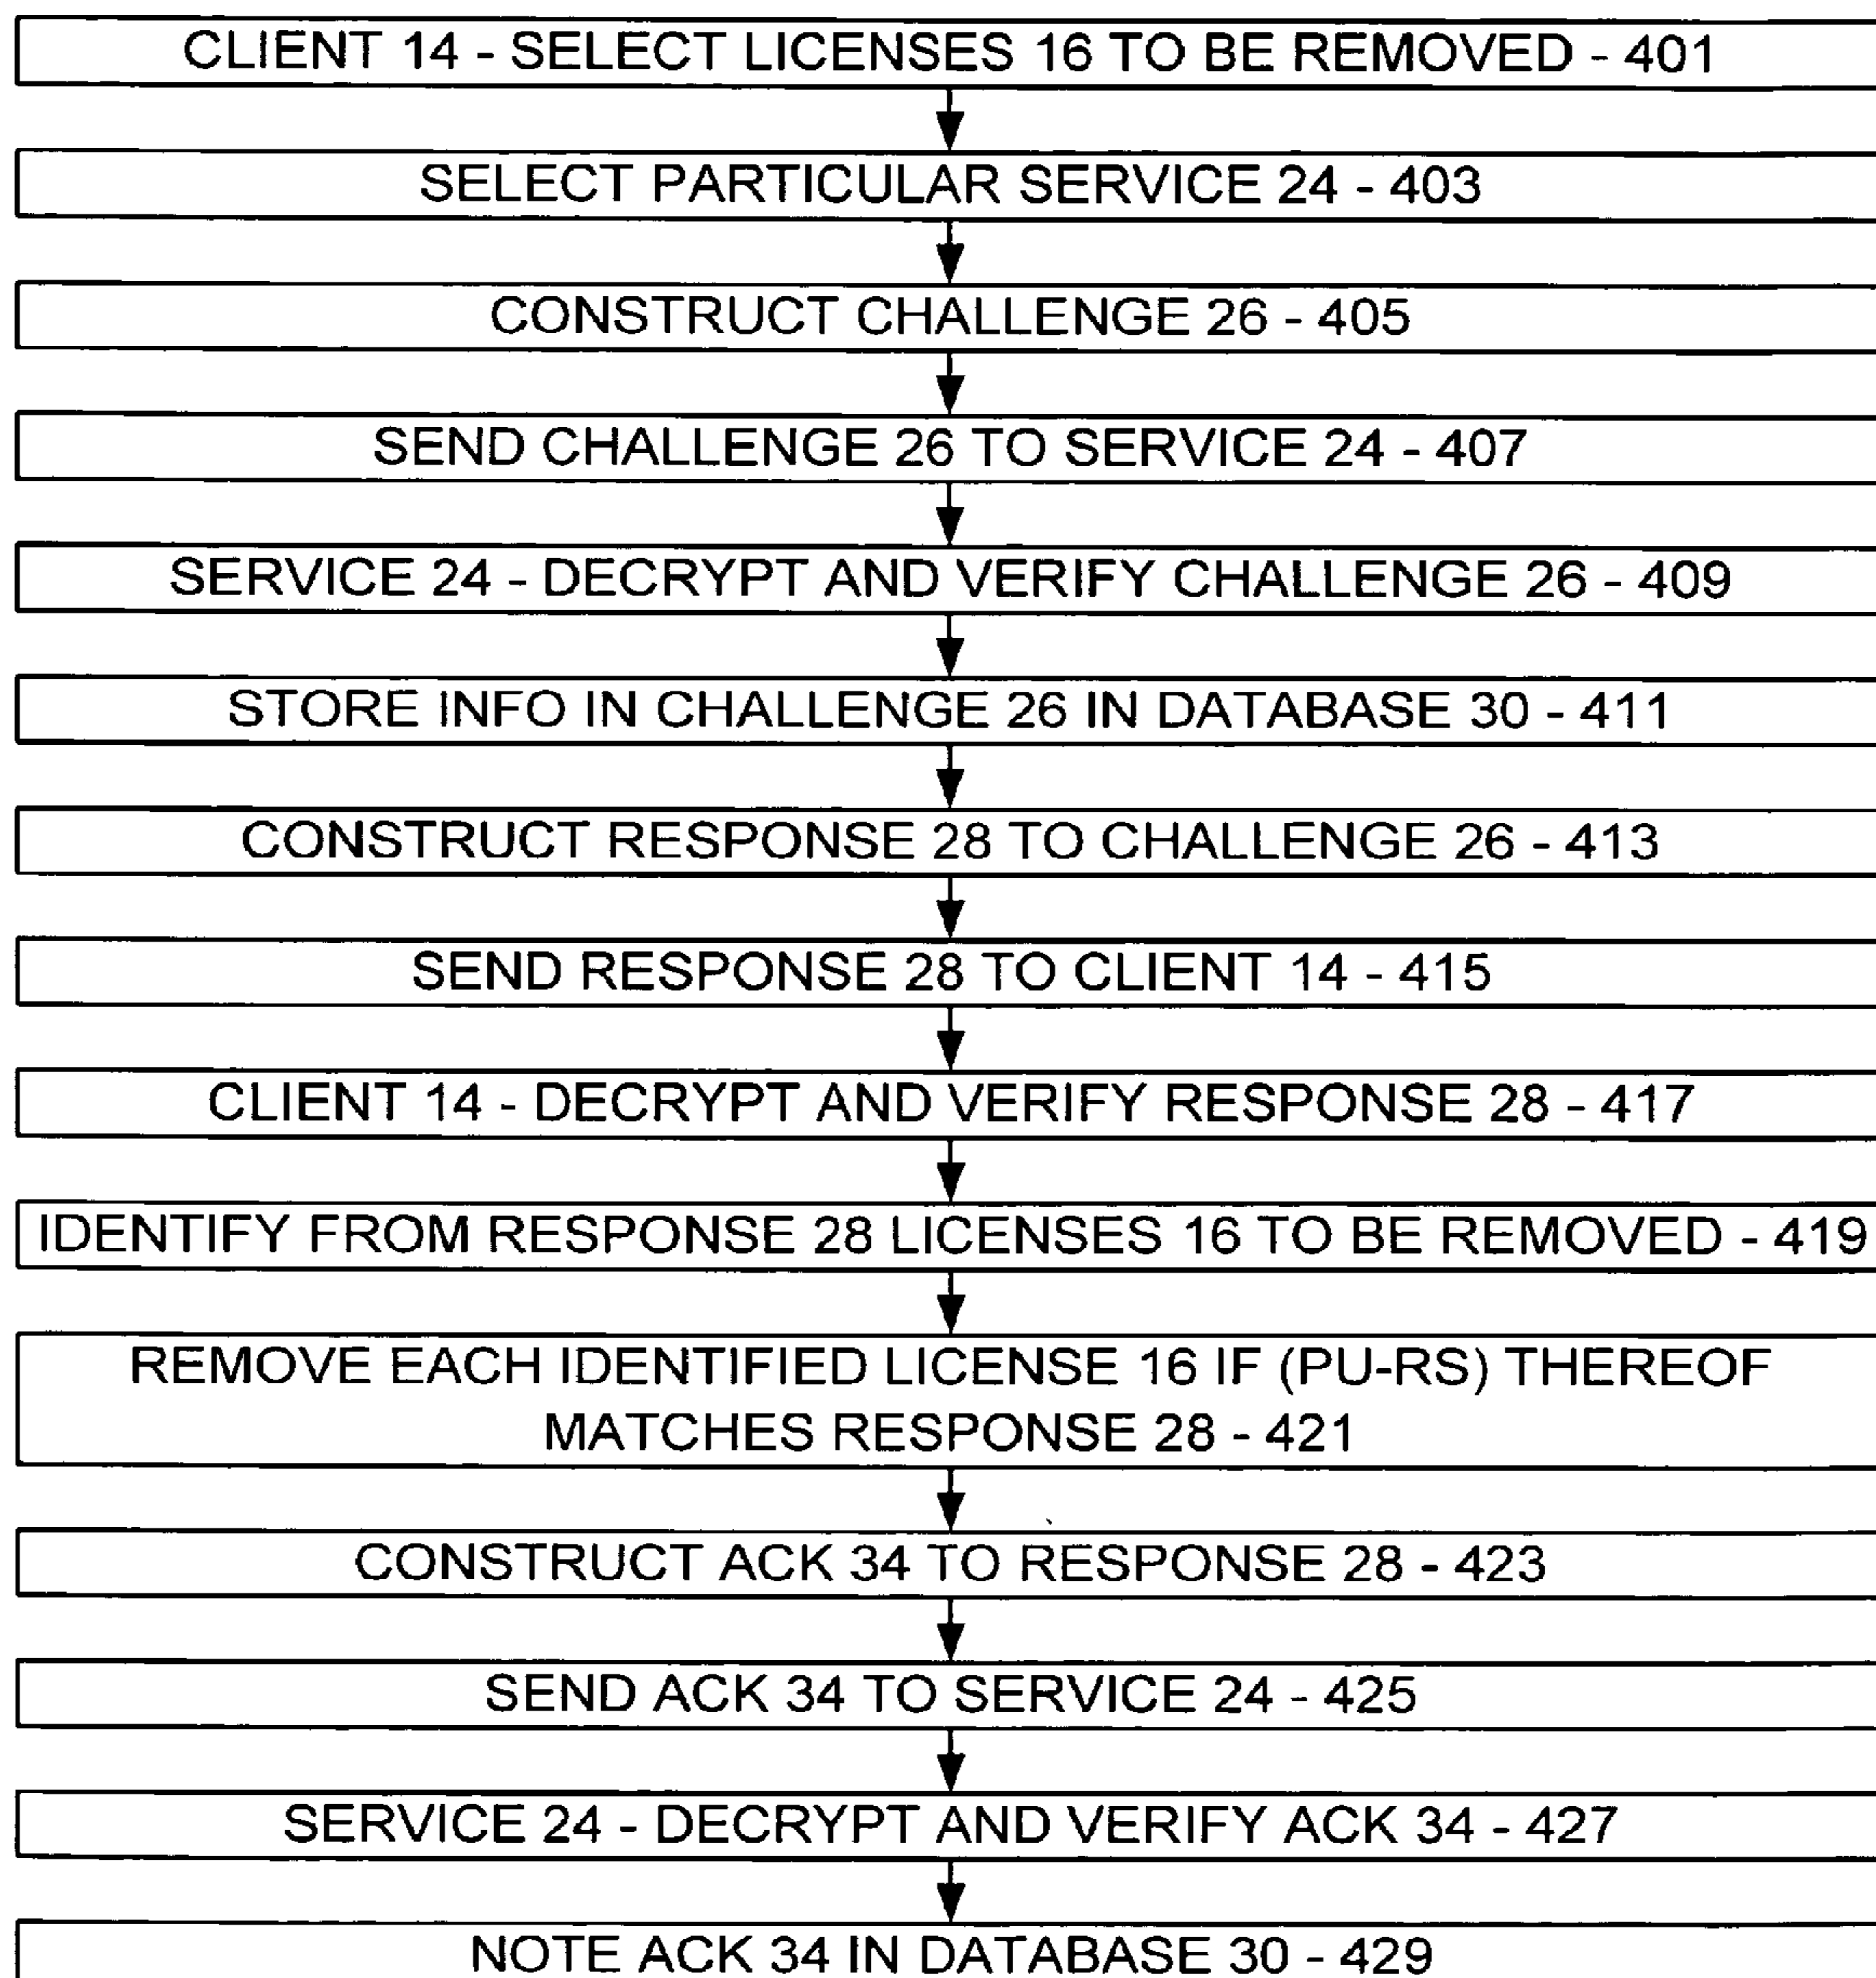 CLIENT 14 - SELECT LICENSES 16 TO BE REMOVED - 401
SELECT PARTICULAR SERVICE 24 - 403
CONSTRUCT CHALLENGE 26 - 405
SEND CHALLENGE 26 TO SERVICE 24 - 407
SERVICE 24 - DECRYPT AND VERIFY CHALLENGE 26 - 409
STORE INFO IN CHALLENGE 26 IN DATABASE 30 - 411
CONSTRUCT RESPONSE 28 TO CHALLENGE 26 - 413
SEND RESPONSE 28 TO CLIENT 14 - 415
CLIENT 14 - DECRYPT AND VERIFY RESPONSE 28 - 417
IDENTIFY FROM RESPONSE 28 LICENSES 16 TO BE REMOVED - 419
REMOVE EACH IDENTIFIED LICENSE 16 IF (PU-RS) THEREOF
MATCHES RESPONSE 28 - 421
CONSTRUCT ACK 34 TO RESPONSE 28 - 423
SEND ACK 34 TO SERVICE 24 - 425
SERVICE 24 - DECRYPT AND VERIFY ACK 34 - 427
NOTE ACK 34 IN DATABASE 30 - 429